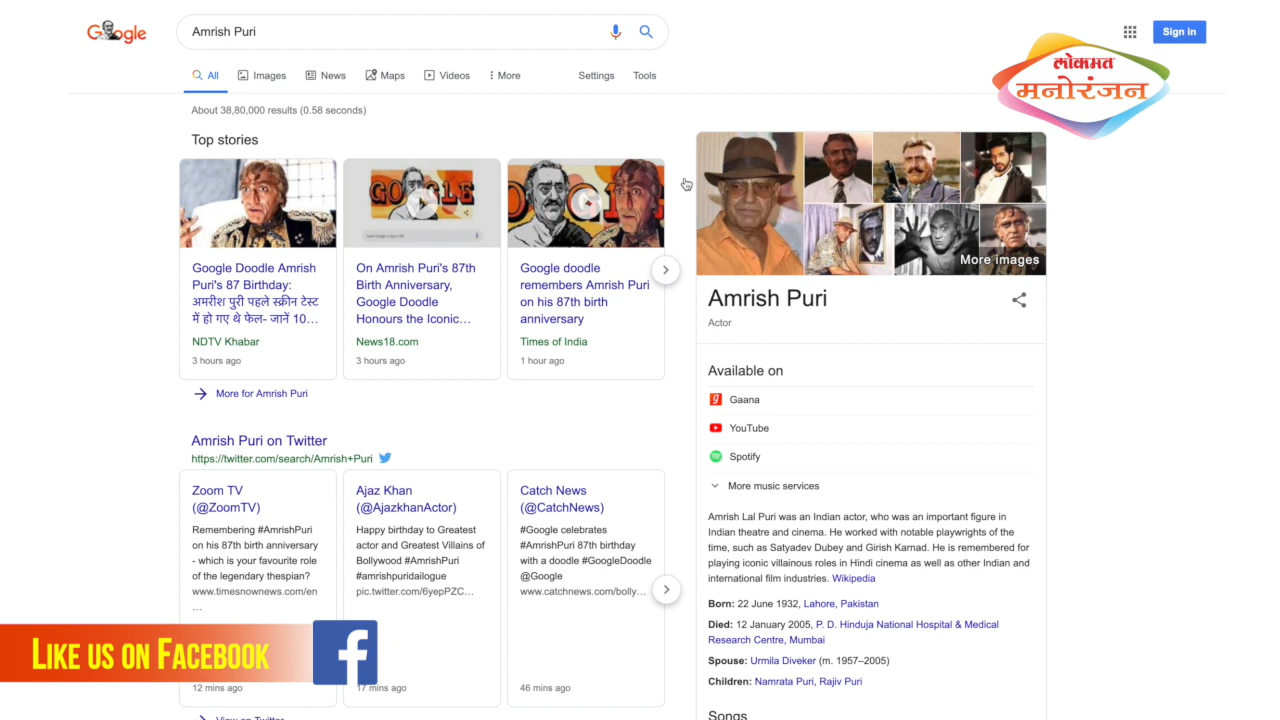 Google
Amrish Puri
Sign in
All
Images
News
Maps
Videos
More
Settings
Tools
लोकमत
मनोरंजन
About 38,80,000 results (0.58 seconds)
Top stories
GOOGLE
Google Doodle Amrish
Puri's 87 Birthday:
अमरीश पुरी पहले स्क्रीन टेस्ट
में हो गए थे फेल- जानें 10...
NDTV Khabar
3 hours ago
On Amrish Puri's 87th
Birth Anniversary,
Google Doodle
Honours the Iconic...
News18.com
3 hours ago
Google doodle
remembers Amrish Puri
on his 87th birth
anniversary
Times of India
1 hour ago
More for Amrish Puri
Amrish Puri on Twitter
https://twitter.com/search/Amrish+Puri
Zoom TV
(@ZoomTV)
Remembering #AmrishPuri
on his 87th birth anniversary
- which is your favourite role
of the legendary thespian?
www.timesnownews.com/en
...
12 mins ago
Ajaz Khan
(@AjazkhanActor)
Happy birthday to Greatest
actor and Greatest Villains of
Bollywood #AmrishPuri
#amrishpuridailogue
pic.twitter.com/6yepPZC...
17 mins ago
Catch News
(@CatchNews)
#Google celebrates
#AmrishPuri 87th birthday
with a doodle #GoogleDoodle
@Google
www.catchnews.com/bolly...
46 mins ago
View on Twitter
More images
Amrish Puri
Actor
Available on
Gaana
YouTube
Spotify
More music services
Amrish Lal Puri was an Indian actor, who was an important figure in
Indian theatre and cinema. He worked with notable playwrights of the
time, such as Satyadev Dubey and Girish Karnad. He is remembered for
playing iconic villainous roles in Hindi cinema as well as other Indian and
international film industries. Wikipedia
Born: 22 June 1932, Lahore, Pakistan
Died: 12 January 2005, P. D. Hinduja National Hospital & Medical
Research Centre, Mumbai
Spouse: Urmila Diveker (m. 1957–2005)
Children: Namrata Puri, Rajiv Puri
Songs
Like us on Facebook
f